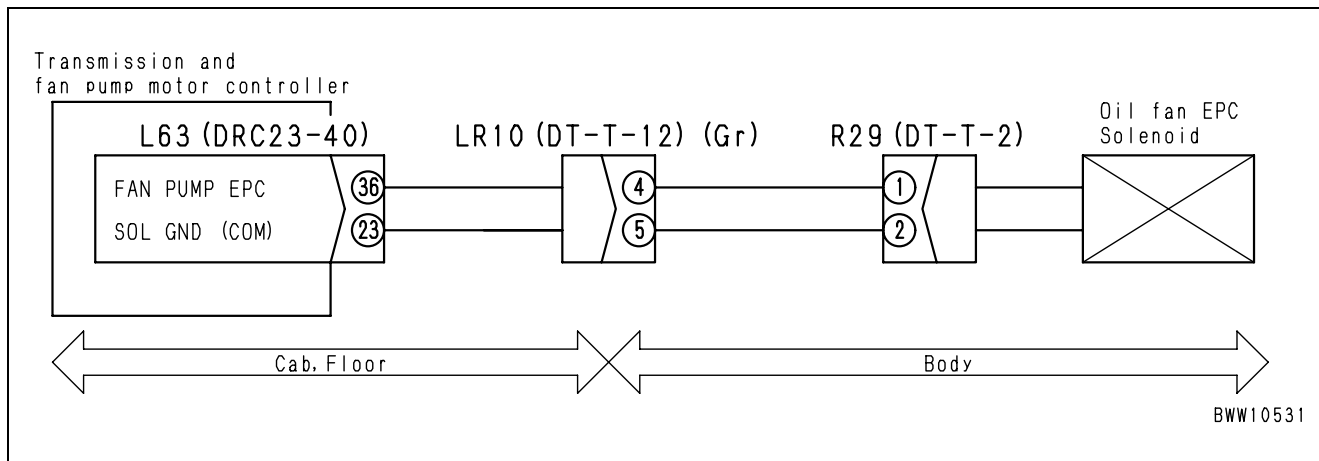 Transmission and
fan pump motor controller
L63 (DRC23-40)
LR10 (DT-T-12) (Gr)
R29 (DT-T-2)
Oil fan EPC
Solenoid
FAN PUMP EPC
36
4
1
SOL GND (COM)
23
5
2
Cab, Floor
Body
BWW10531